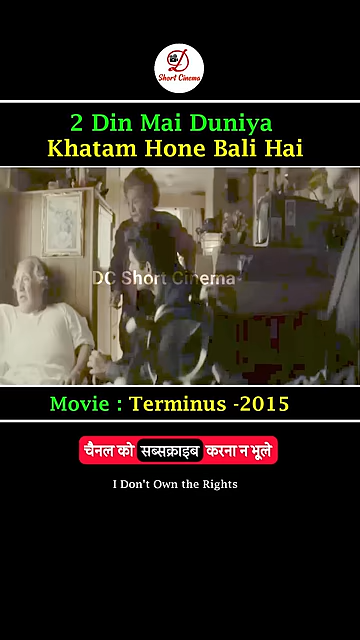 Short Cinema
2 Din Mai Duniya
Khatam Hone Bali Hai
DC Short Cinema
Movie : Terminus -2015
चैनल को सब्सक्राइब करना न भूले
I Don't Own the Rights